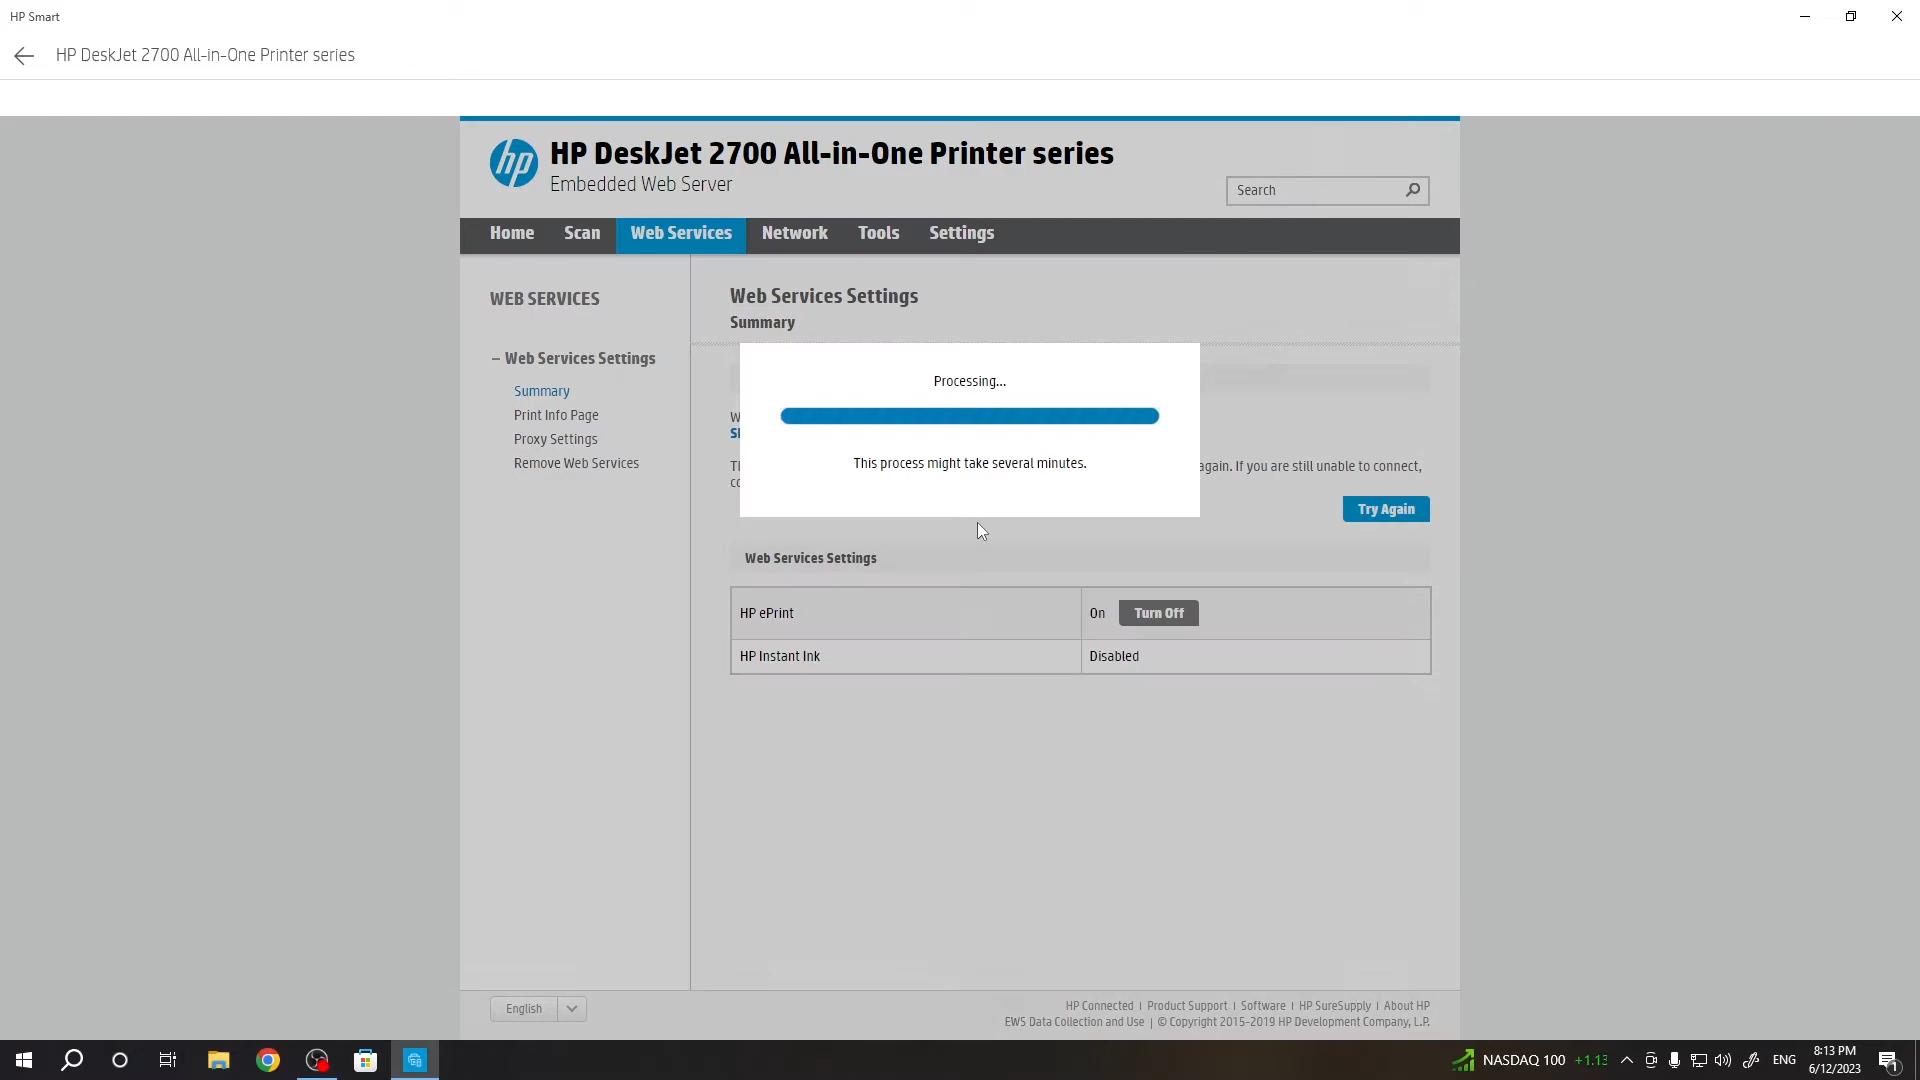 HP Smart
HP DeskJet 2700 All-in-One Printer series
hp
HP DeskJet 2700 All-in-One Printer series
Embedded Web Server
Search
Home Scan Web Services Network Tools Settings
WEB SERVICES
Web Services Settings
Summary
– Web Services Settings
Summary
Print Info Page
Proxy Settings
Remove Web Services
Processing...
This process might take several minutes.
again. If you are still unable to connect,
Try Again
Web Services Settings
HP ePrint On Turn Off
HP Instant Ink Disabled
English
HP Connected | Product Support | Software | HP SureSupply | About HP
EWS Data Collection and Use | © Copyright 2015-2019 HP Development Company, L.P.
NASDAQ 100 +1.13 ENG
8:13 PM
6/12/2023
1